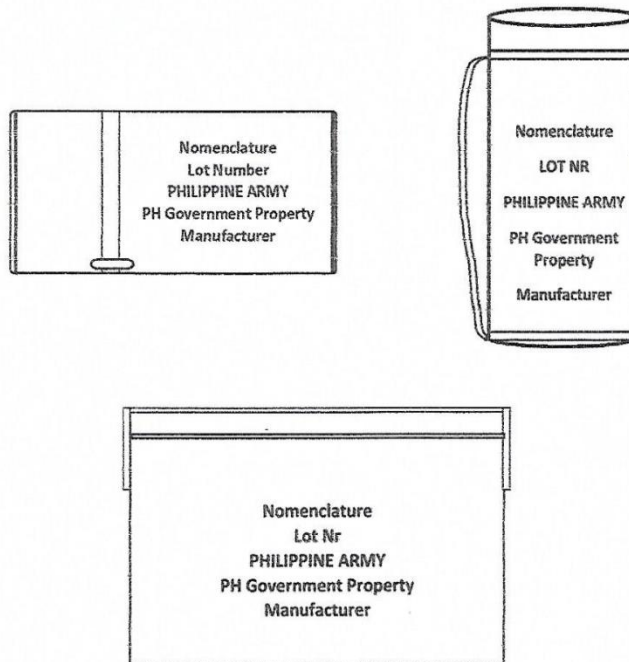 Nomenclature
Lot Number
PHILIPPINE ARMY
PH Government Property
Manufacturer
Nomenclature
LOT NR
PHILIPPINE ARMY
PH Government
Property
Manufacturer
Nomenclature
Lot Nr
PHILIPPINE ARMY
PH Government Property
Manufacturer